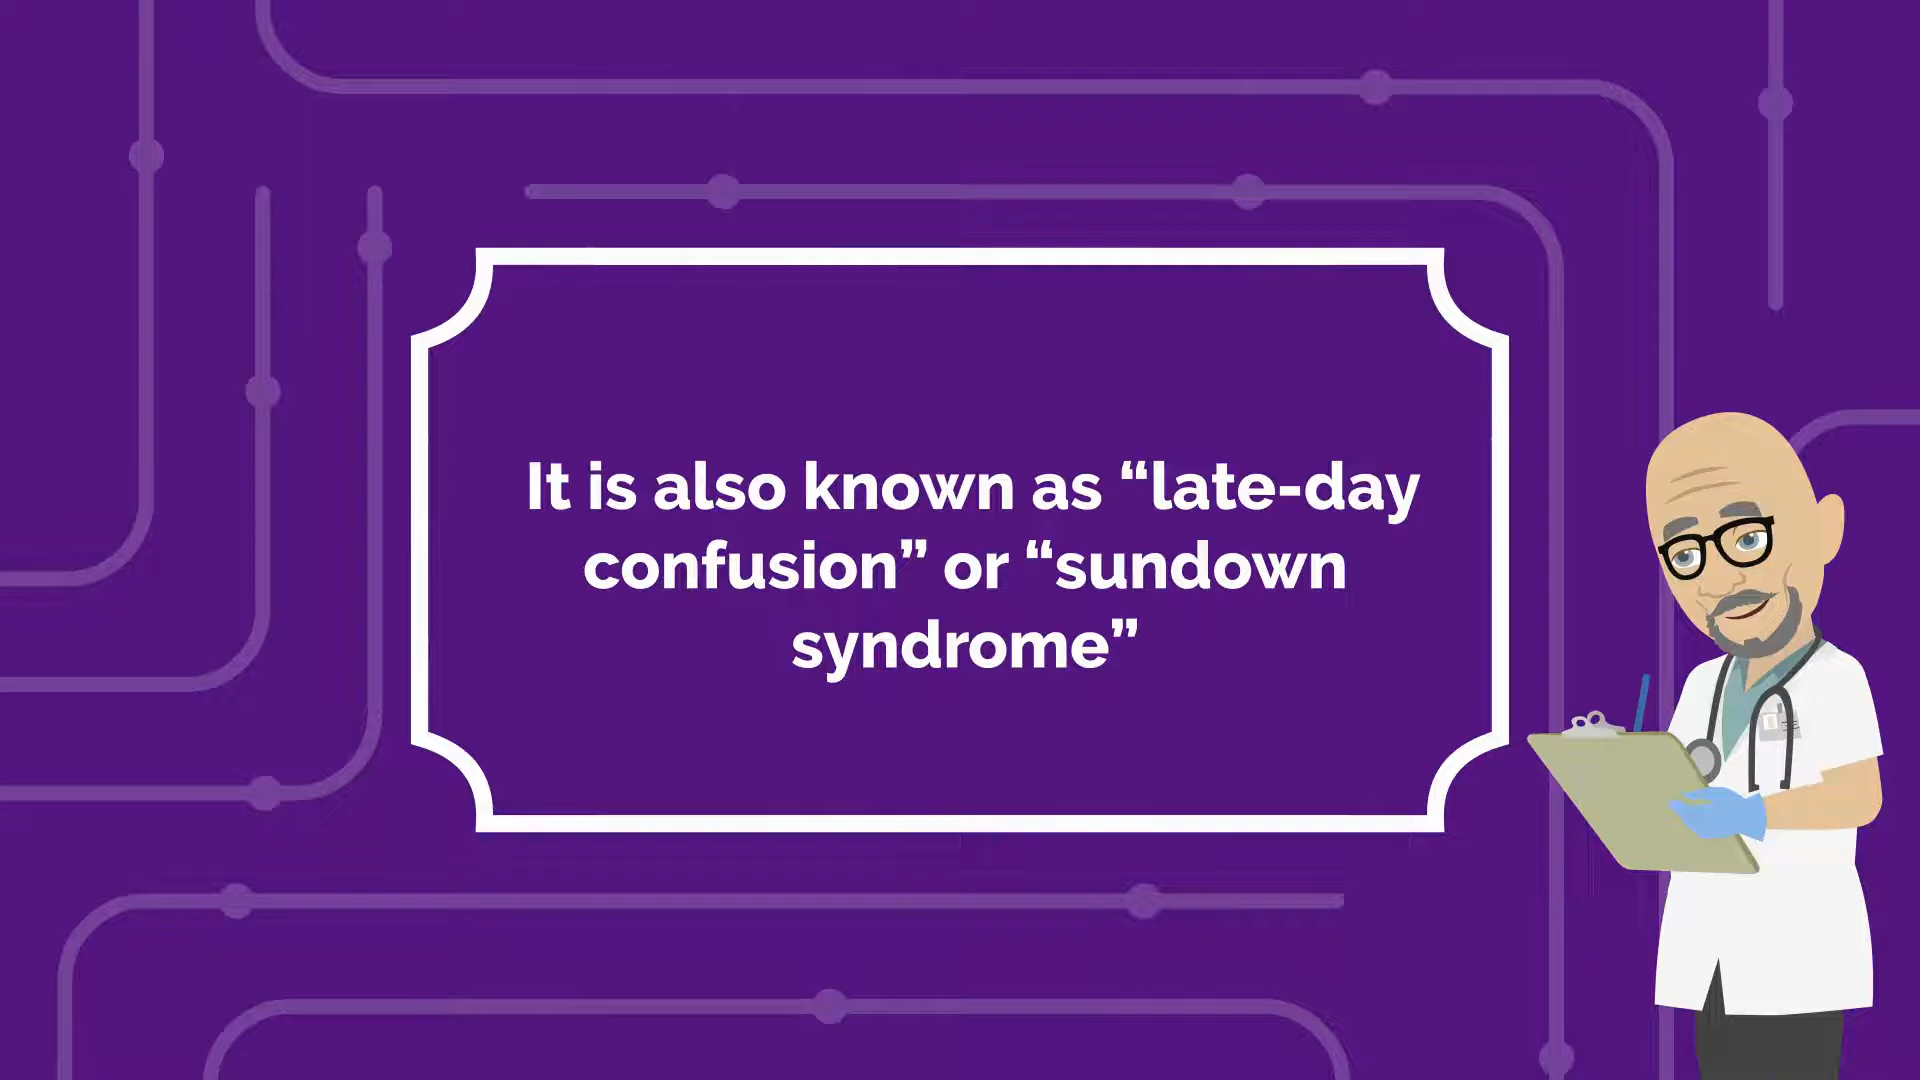 It is also known as “late-day
confusion” or “sundown
syndrome”